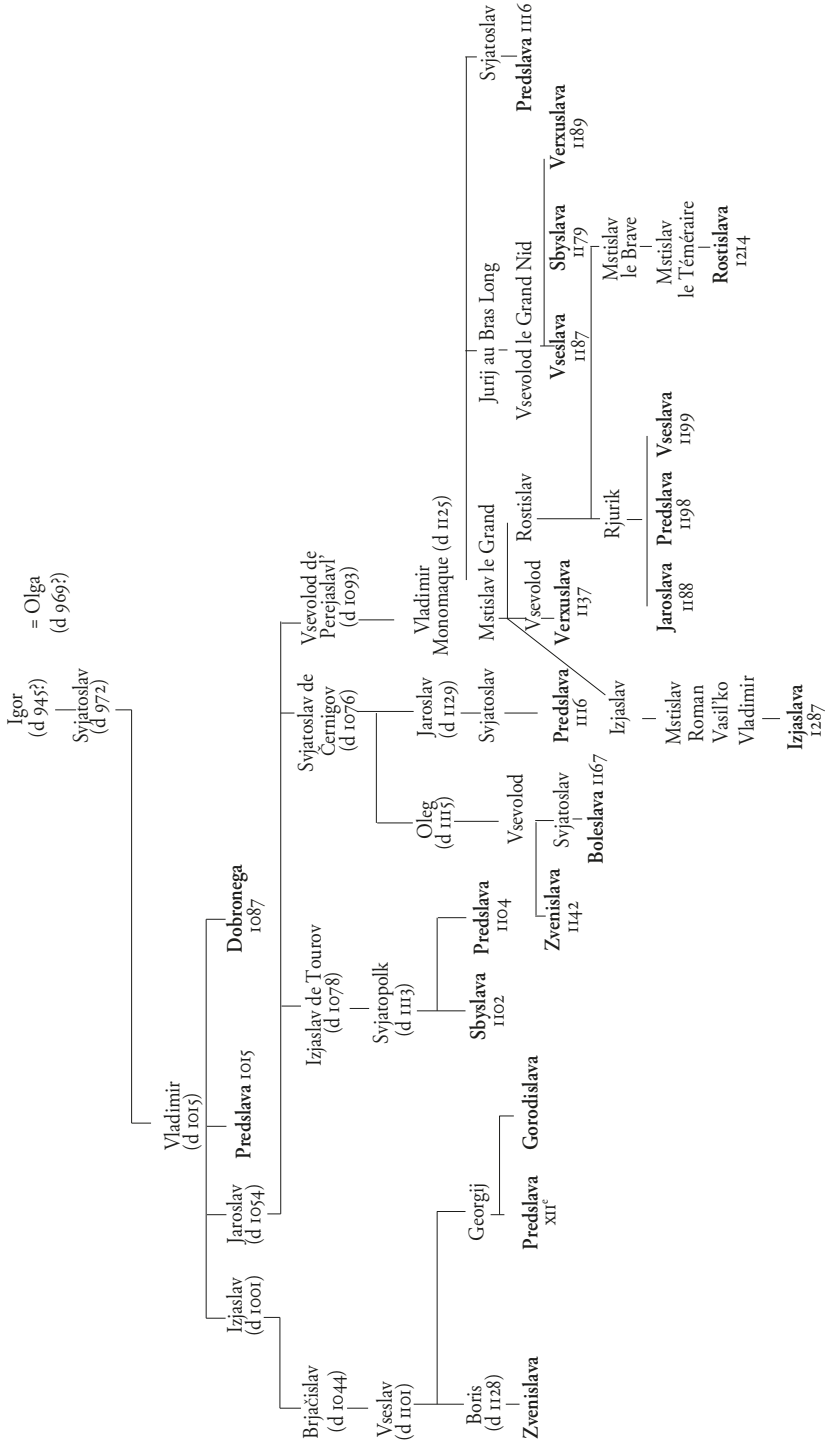 Igor
(d 945?)
= Olga
(d 969?)
Svjatoslav
(d 972)
Vladimir
(d 1015)
Izjaslav
(d 1001)
Jaroslav
(d 1054)
Predslava 1015
Dobronega
1087
Brjačislav
(d 1044)
Izjaslav de Tourov
(d 1078)
Svjatoslav de
Černigov
(d 1076)
Vsevolod de
Perejaslavl’
(d 1093)
Vseslav
(d 1101)
Svjatopolk
(d 1113)
Oleg
(d 1115)
Jaroslav
(d 1129)
Vladimir
Monomaque (d 1125)
Boris
(d 1128)
Georgij
Sbyslava
1102
Predslava
1104
Vsevolod
Svjatoslav
Mstislav le Grand
Jurij au Bras Long
Svjatoslav
Zvenislava
Predslava
XIIe
Gorodislava
Zvenislava
1142
Svjatoslav
Boleslava 1167
Predslava
1116
Vsevolod
Rostislav
Vsevolod le Grand Nid
Predslava 1116
Verxuslava
1137
Vseslava
1187
Sbyslava
1179
Verxuslava
1189
Izjaslav
Rjurik
Mstislav
le Brave
Mstislav
Roman
Vasil’ko
Vladimir
Jaroslava
1188
Predslava
1198
Vseslava
1199
Mstislav
le Téméraire
Izjaslava
1287
Rostislava
1214